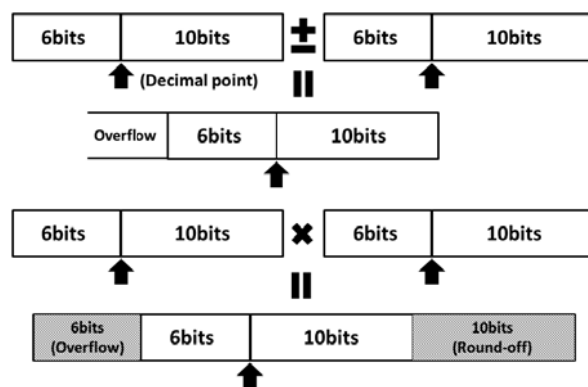 6bits 10bits ± 6bits 10bits
(Decimal point)
Overflow 6bits 10bits
6bits 10bits × 6bits 10bits
6bits 6bits 10bits 10bits
(Overflow) (Round-off)